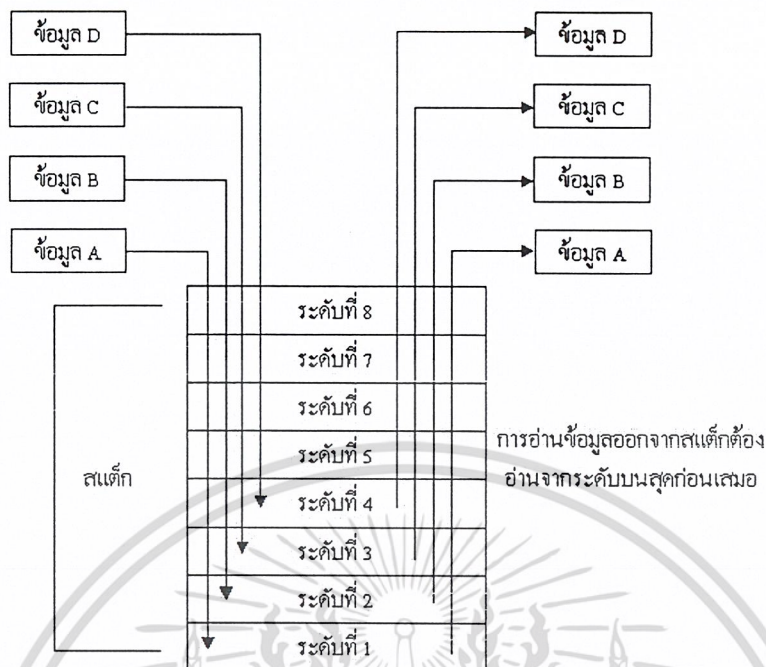 ข้อมูล D
ข้อมูล D
ข้อมูล C
ข้อมูล C
ข้อมูล B
ข้อมูล B
ข้อมูล A
ข้อมูล A
ระดับที่ 8
ระดับที่ 7
ระดับที่ 6
ระดับที่ 5
ระดับที่ 4
ระดับที่ 3
ระดับที่ 2
ระดับที่ 1
สแต็ก
การอ่านข้อมูลออกจากสแต็กต้อง
อ่านจากระดับบนสุดก่อนเสมอ